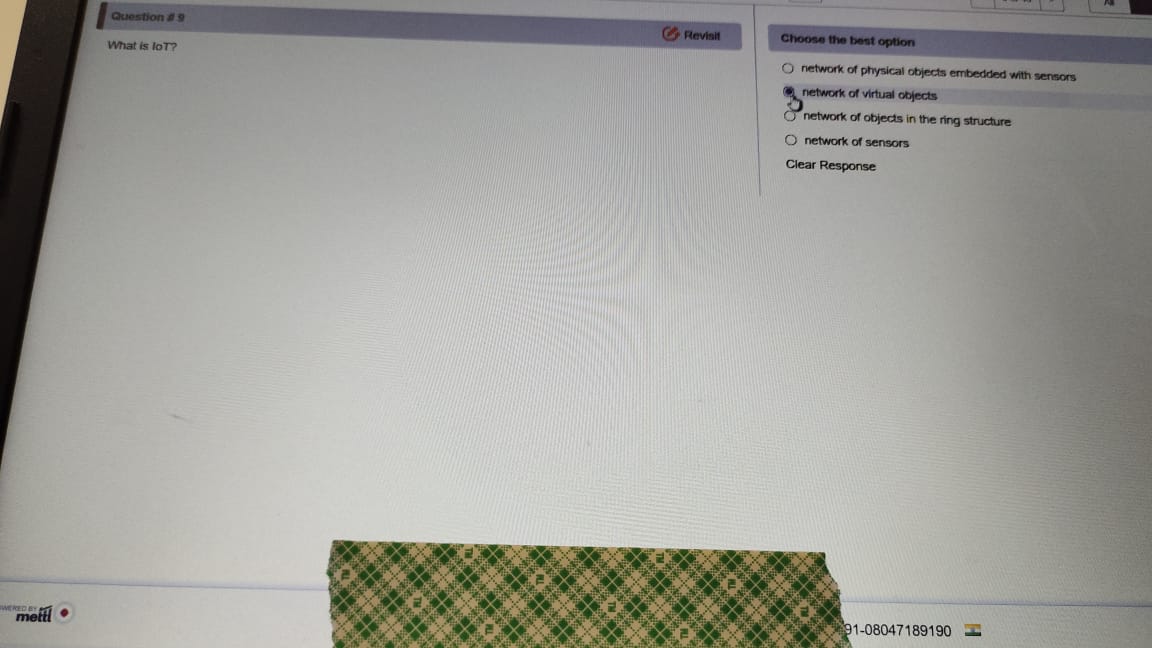 Question # 9
Revisit
What is IoT?
Choose the best option
network of physical objects embedded with sensors
network of virtual objects
network of objects in the ring structure
network of sensors
Clear Response
mettl
91-08047189190